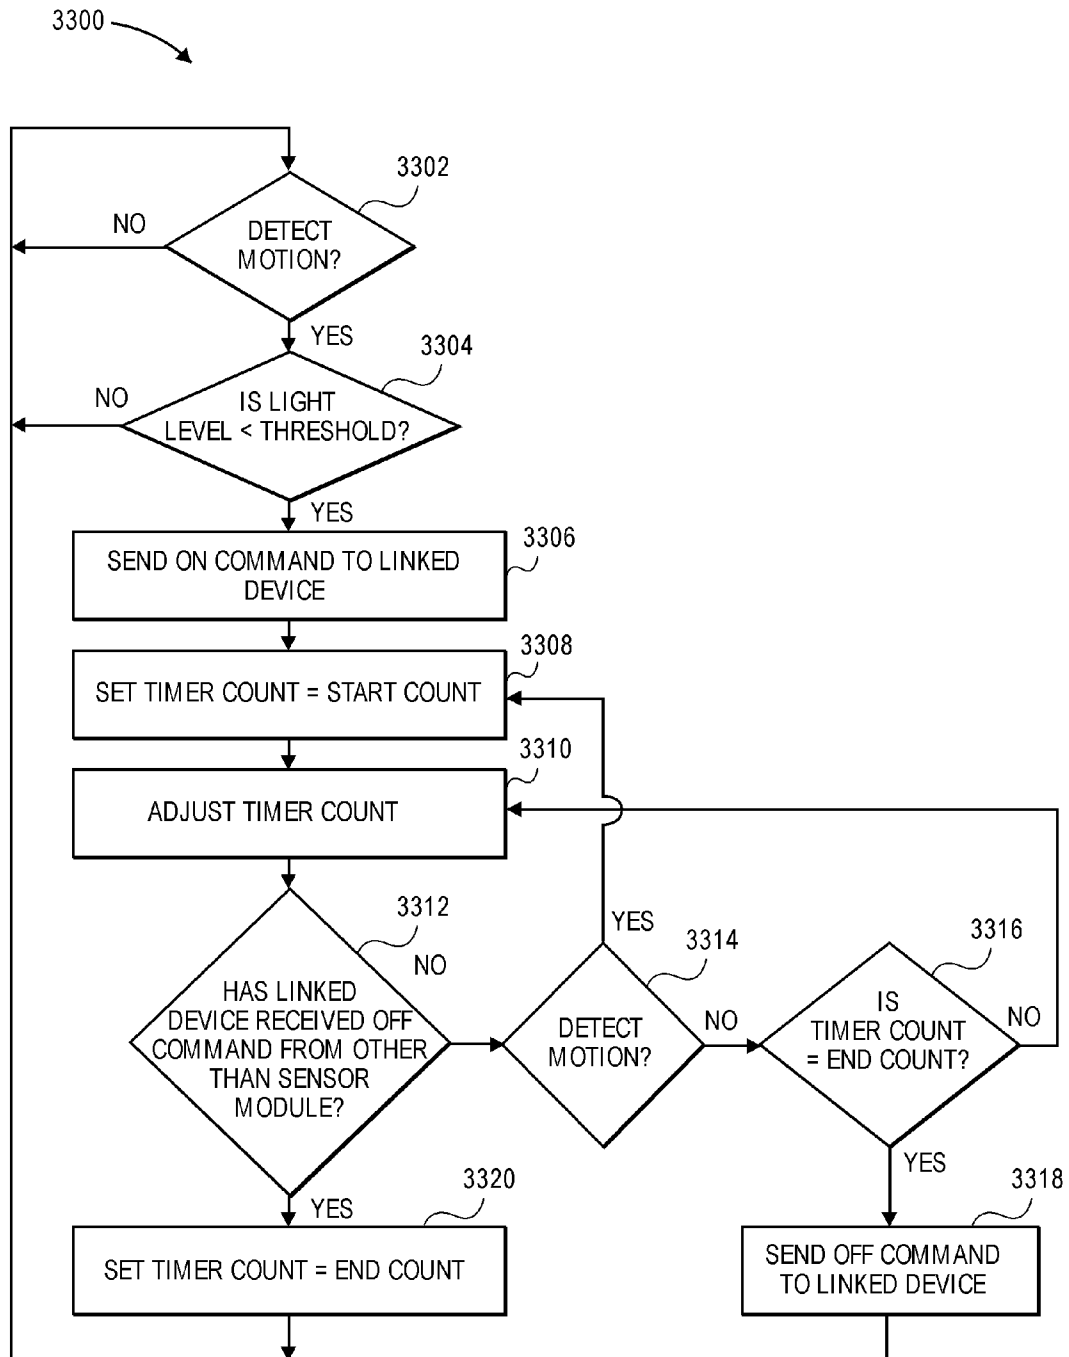 3300
3302
NO
DETECT
MOTION?
YES
3304
NO
IS LIGHT
LEVEL < THRESHOLD?
YES
3306
SEND ON COMMAND TO LINKED
DEVICE
3308
SET TIMER COUNT = START COUNT
3310
ADJUST TIMER COUNT
3312
NO
HAS LINKED
DEVICE RECEIVED OFF
COMMAND FROM OTHER
THAN SENSOR
MODULE?
YES
YES
3314
DETECT
MOTION?
NO
3316
IS
TIMER COUNT
= END COUNT?
NO
YES
3320
SET TIMER COUNT = END COUNT
3318
SEND OFF COMMAND
TO LINKED DEVICE